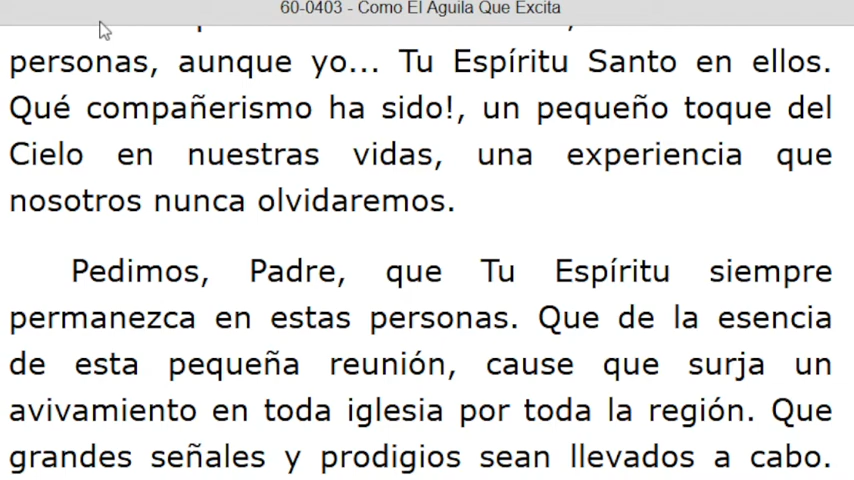 60-0403 - Como El Aguila Que Excita
personas, aunque yo... Tu Espíritu Santo en ellos.
Qué compañerismo ha sido!, un pequeño toque del
Cielo en nuestras vidas, una experiencia que
nosotros nunca olvidaremos.
Pedimos, Padre, que Tu Espíritu siempre
permanezca en estas personas. Que de la esencia
de esta pequeña reunión, cause que surja un
avivamiento en toda iglesia por toda la región. Que
grandes señales y prodigios sean llevados a cabo.